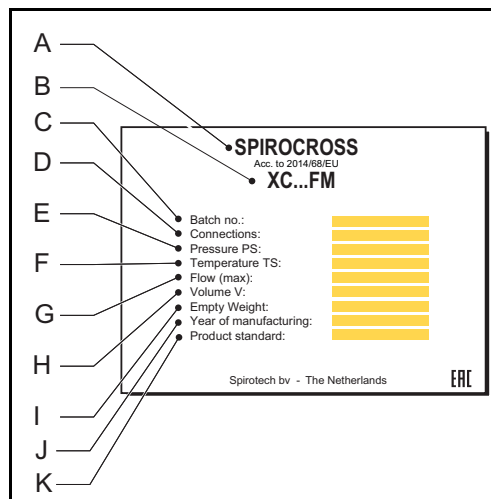 A
B
C
D
E
F
G
H
I
J
K
SPIROCROSS
Acc. to 2014/68/EU
XC...FM
Batch no.:
Connections:
Pressure PS:
Temperature TS:
Flow (max):
Volume V:
Empty Weight:
Year of manufacturing:
Product standard:
Spirotech bv - The Netherlands
EAC